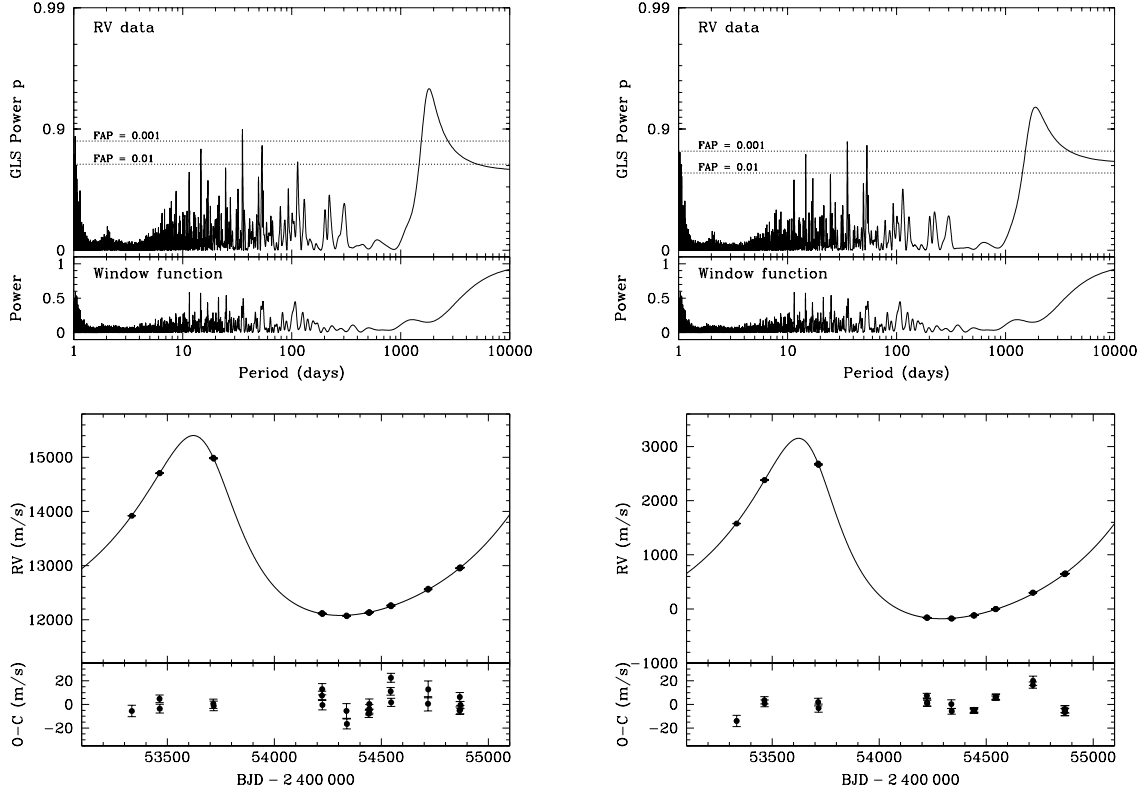 0.99
RV data
GLS Power p
0.9
FAP = 0.001
FAP = 0.01
0
1
Window function
Power
0.5
0
1 10 100 1000 10000
Period (days)
0.99
RV data
GLS Power p
0.9
FAP = 0.001
FAP = 0.01
0
1
Window function
Power
0.5
0
1 10 100 1000 10000
Period (days)
15000
14000
RV (m/s)
13000
12000
20
O-C (m/s)
0
-20
53500 54000 54500 55000
BJD - 2 400 000
3000
2000
RV (m/s)
1000
0
-1000
20
O-C (m/s)
0
-20
53500 54000 54500 55000
BJD - 2 400 000